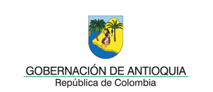 GOBERNACIÓN DE ANTIOQUIA
República de Colombia